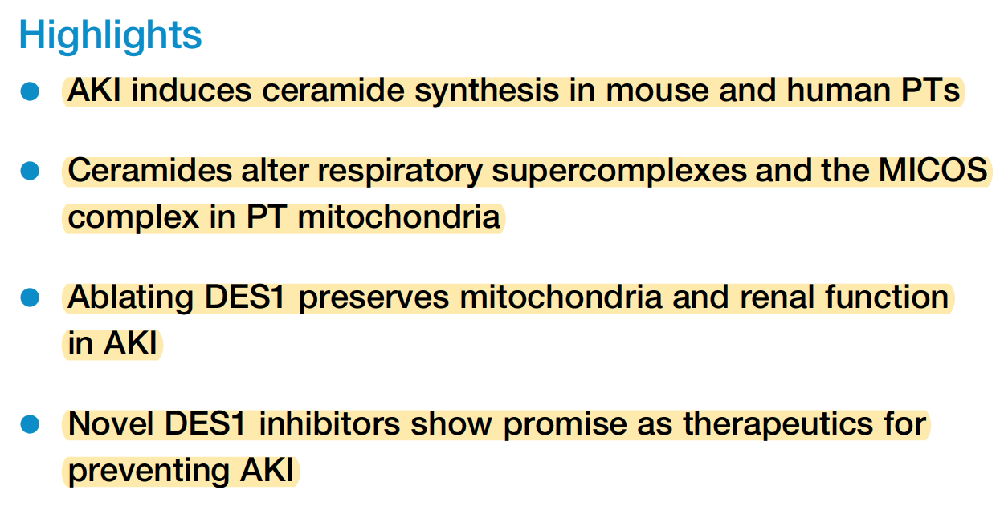 Highlights
AKI induces ceramide synthesis in mouse and human PTs
Ceramides alter respiratory supercomplexes and the MICOS
complex in PT mitochondria
Ablating DES1 preserves mitochondria and renal function
in AKI
Novel DES1 inhibitors show promise as therapeutics for
preventing AKI